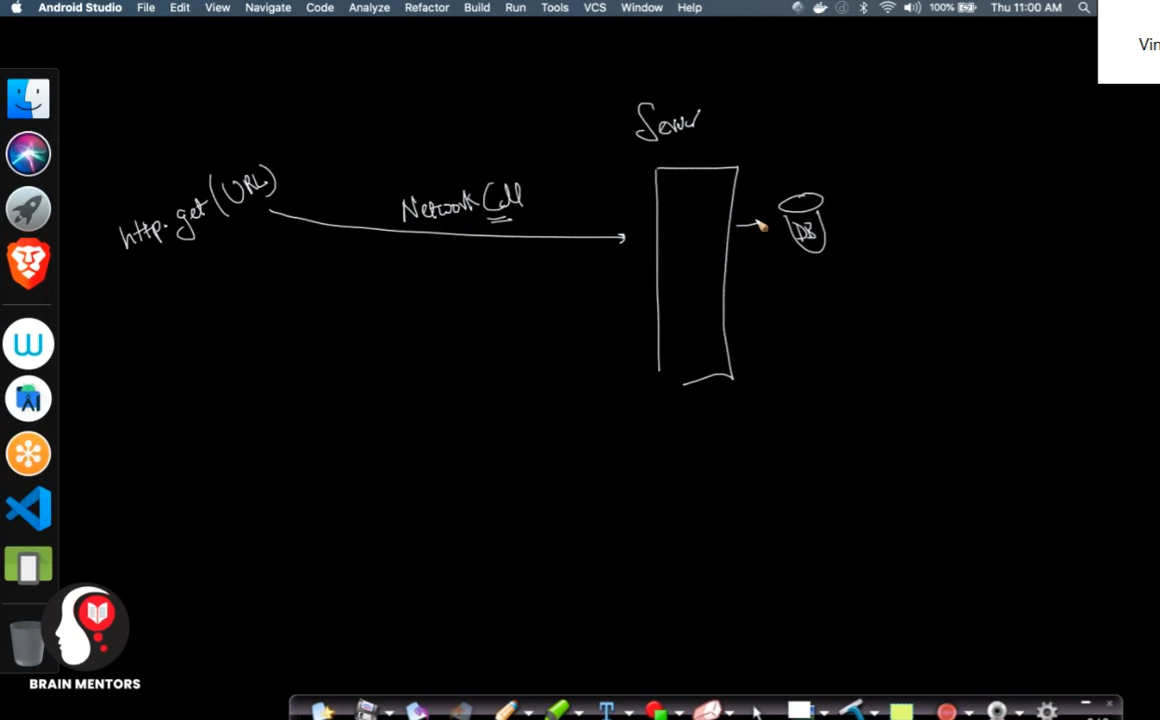 Android Studio File Edit View Navigate Code Analyze Refactor Build Run Tools VCS Window Help 100% Thu 11:00 AM
Vin
Server
http.get(URL)
Network Call
DB
BRAIN MENTORS